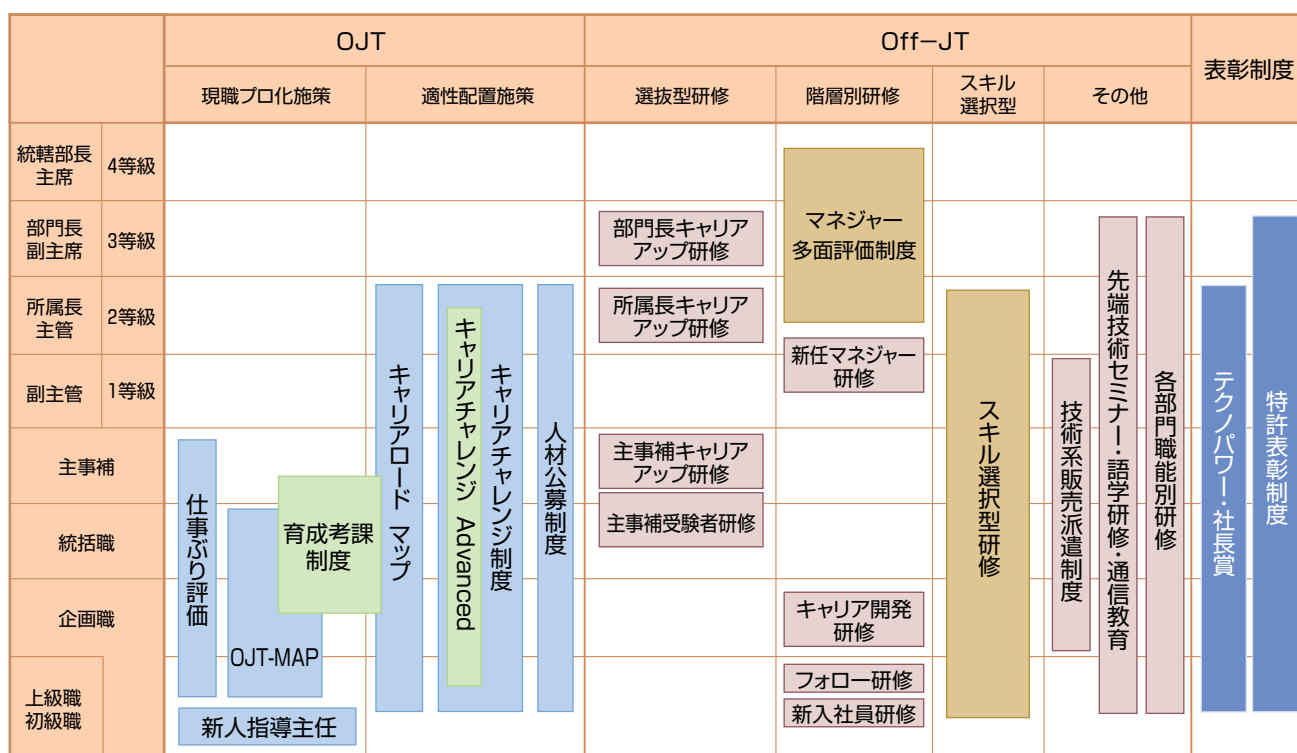 OJT
Off−JT
表彰制度
現職プロ化施策
適性配置施策
選抜型研修
階層別研修
スキル
選択型
その他
統轄部長
主席
4等級
部門長
副主席
3等級
所属長
主管
2等級
副主管
1等級
主事補
統括職
企画職
上級職
初級職
仕事ぶり評価
OJT-MAP
育成考課
制度
新人指導主任
キャリアロード マップ
キャリアチャレンジ Advanced
キャリアチャレンジ制度
人材公募制度
部門長キャリア
アップ研修
所属長キャリア
アップ研修
主事補キャリア
アップ研修
主事補受験者研修
マネジャー
多面評価制度
新任マネジャー
研修
キャリア開発
研修
フォロー研修
新入社員研修
スキル選択型研修
技術系販売派遣制度
先端技術セミナー・語学研修・通信教育
各部門職能別研修
テクノパワー・社長賞
特許表彰制度